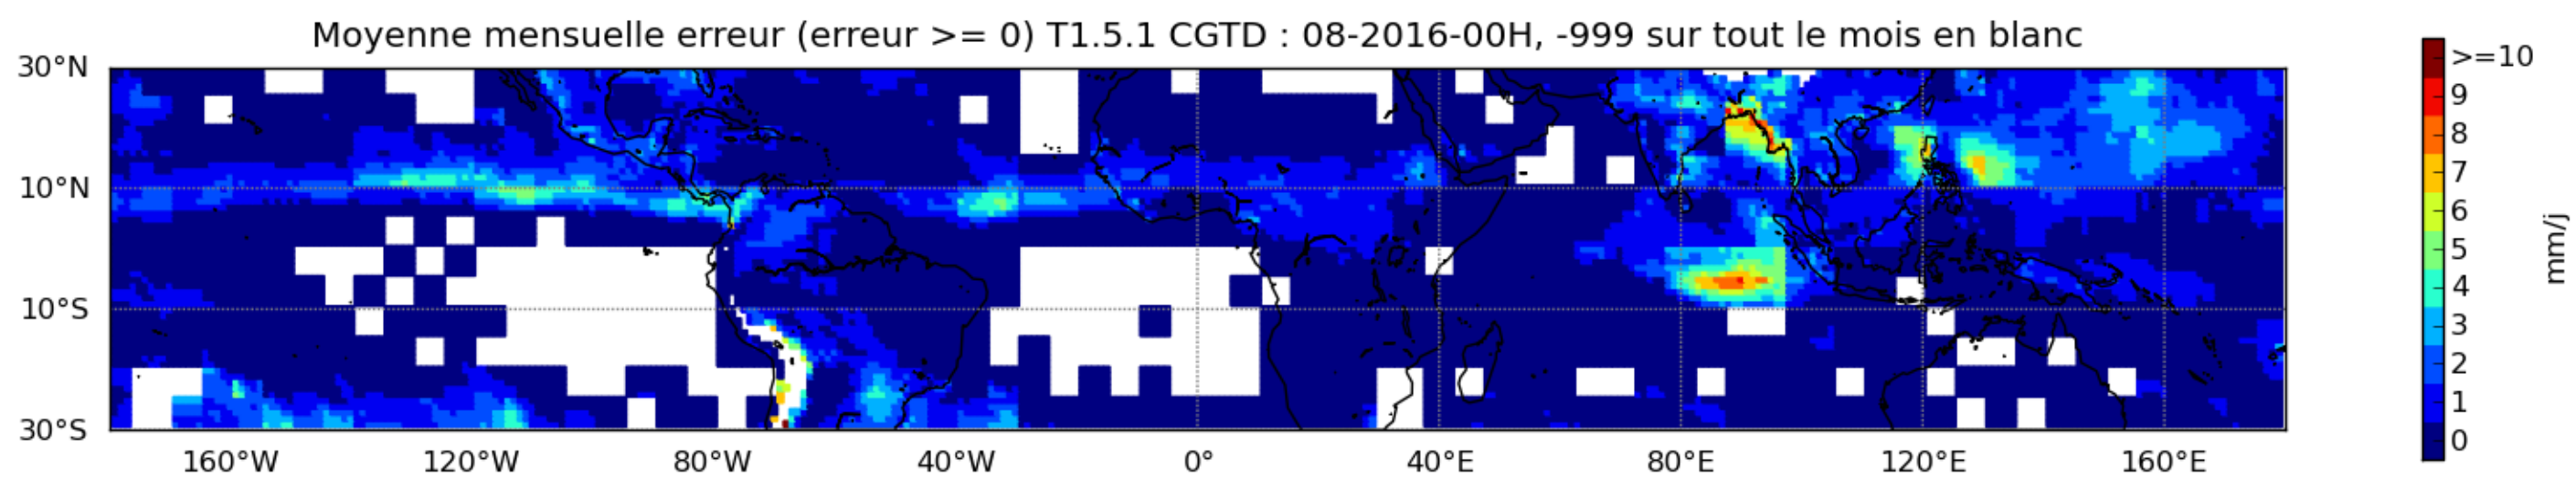 Moyenne mensuelle erreur (erreur >= 0) T1.5.1 CGTD : 08-2016-00H, -999 sur tout le mois en blanc
30°N
10°N
10°S
30°S
160°W 120°W 80°W 40°W 0° 40°E 80°E 120°E 160°E
>=10
9
8
7
6
5
4
3
2
1
0
mm/j